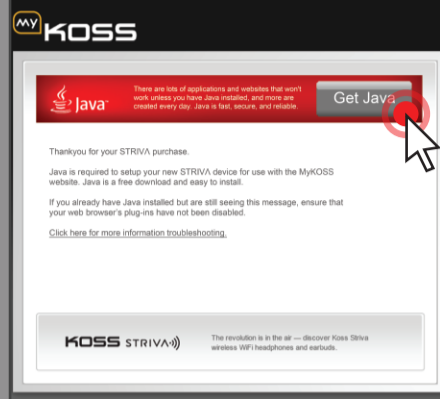 MY KOSS
Java™
There are lots of applications and websites that won't
work unless you have Java installed, and more are
created every day. Java is fast, secure, and reliable.
Get Java
Thankyou for your STRIVΛ purchase.
Java is required to setup your new STRIVΛ device for use with the MyKOSS
website. Java is a free download and easy to install.
If you already have Java installed but are still seeing this message, ensure that
your web browser's plug-ins have not been disabled.
Click here for more information troubleshooting.
KOSS STRIVΛ
The revolution is in the air — discover Koss Striva
wireless WiFi headphones and earbuds.